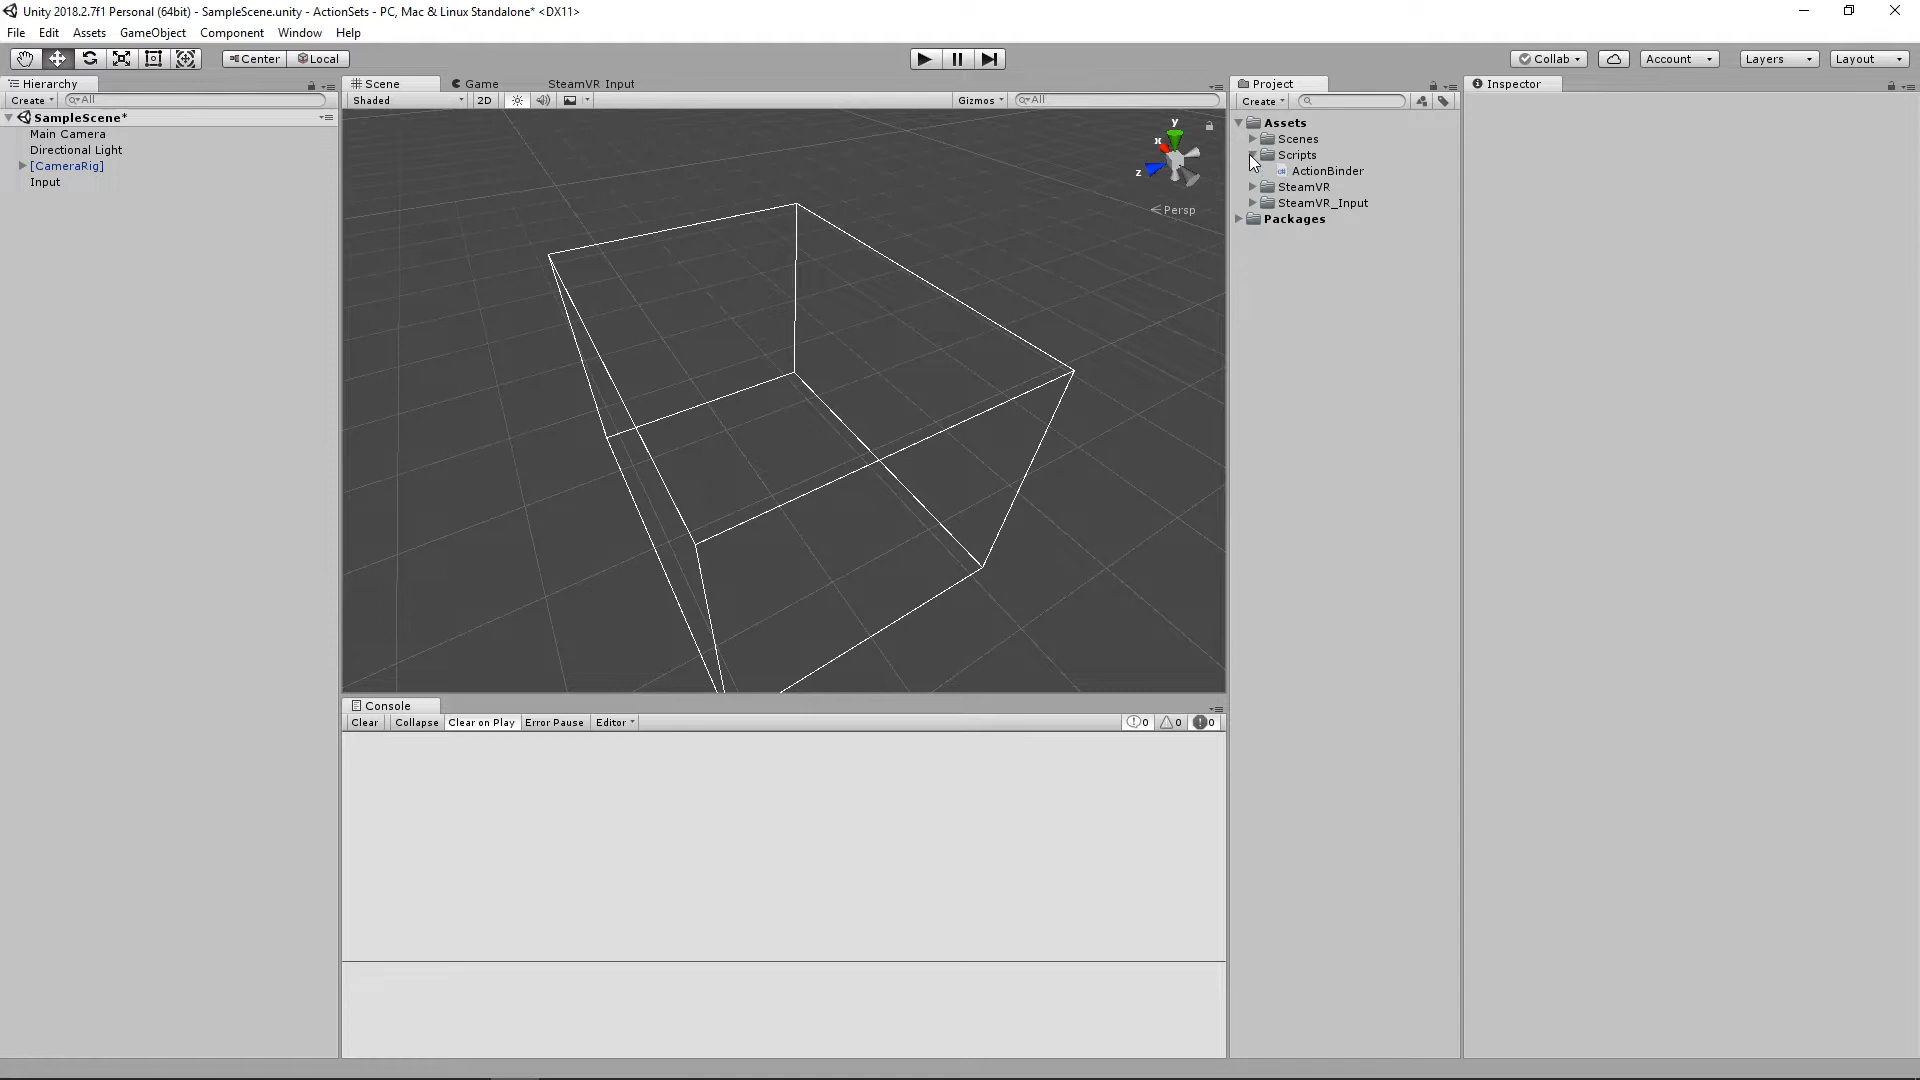 Unity 2018.2.7f1 Personal (64bit) - SampleScene.unity - ActionSets - PC, Mac & Linux Standalone* <DX11>
File Edit Assets GameObject Component Window Help
Center Local Collab Account Layers Layout
Hierarchy
Create All
SampleScene*
Main Camera
Directional Light
[CameraRig]
Input
Scene Game SteamVR Input
Shaded 2D Gizmos All
y
x
z
Persp
Console
Clear Collapse Clear on Play Error Pause Editor 0 0 0
Project
Create
Assets
Scenes
Scripts
ActionBinder
SteamVR
SteamVR_Input
Packages
Inspector